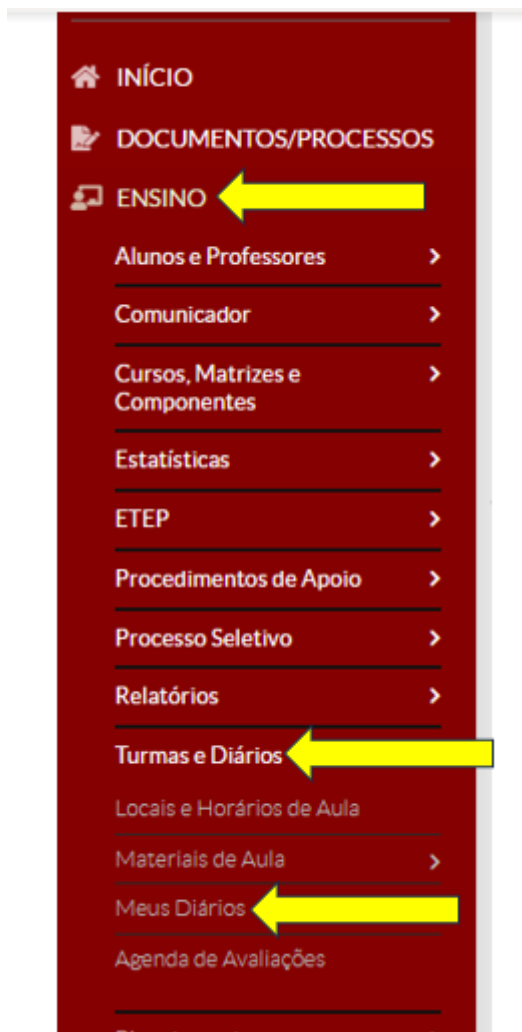 INÍCIO
DOCUMENTOS/PROCESSOS
ENSINO
Alunos e Professores
Comunicador
Cursos, Matrizes e
Componentes
Estatísticas
ETEP
Procedimentos de Apoio
Processo Seletivo
Relatórios
Turmas e Diários
Locais e Horários de Aula
Materiais de Aula
Meus Diários
Agenda de Avaliações